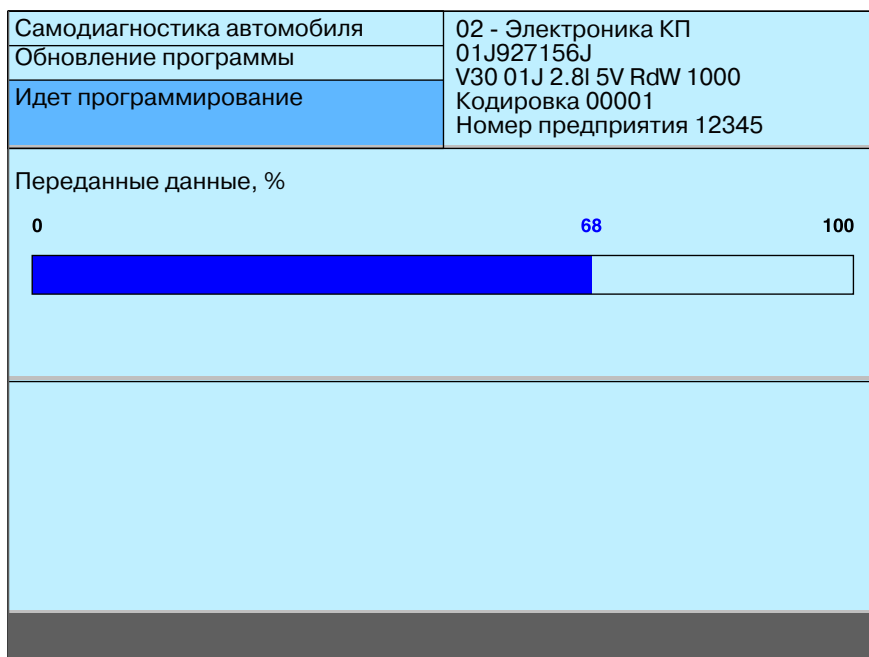 Самодиагностика автомобиля
Обновление программы
Идет программирование
02 - Электроника КП
01J927156J
V30 01J 2.8l 5V RdW 1000
Кодировка 00001
Номер предприятия 12345
Переданные данные, %
0 68 100